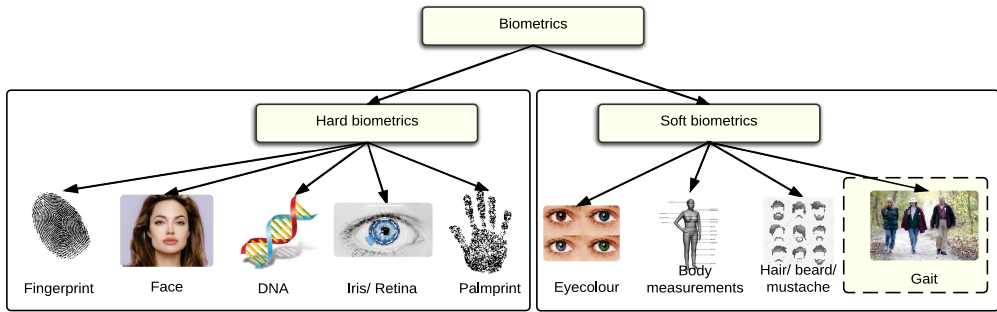 Biometrics
Hard biometrics
Soft biometrics
Fingerprint
Face
DNA
Iris/ Retina
Palmprint
Eyecolour
Body
measurements
Hair/ beard/
mustache
Gait